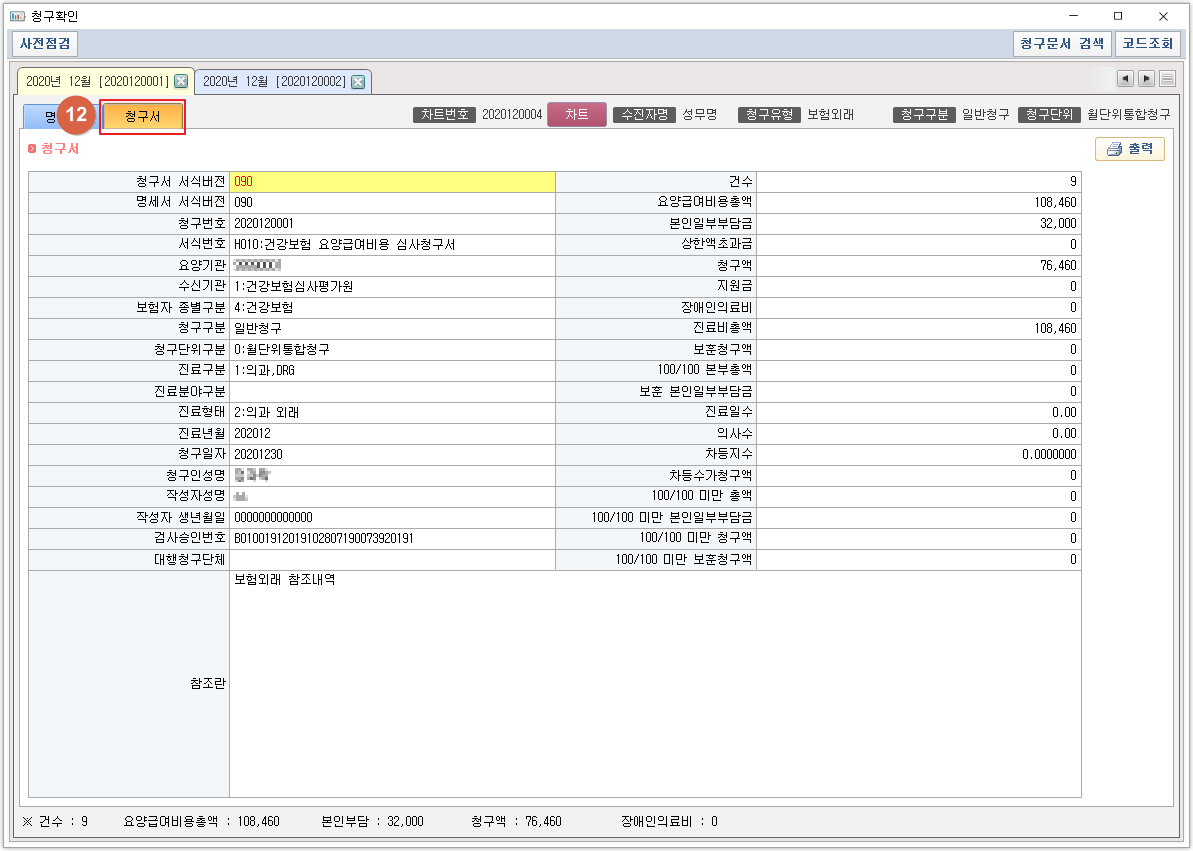 청구확인
사전점검 청구문서 검색 코드조회
2020년 12월 [2020120001] 2020년 12월 [2020120002]
명 12 청구서 차트번호 2020120004 차트 수진자명 성무명 청구유형 보험외래 청구구분 일반청구 청구단위 월단위통합청구
청구서 출력
청구서 서식버전 090 건수 9
명세서 서식버전 090 요양급여비용총액 108,460
청구번호 2020120001 본인일부부담금 32,000
서식번호 H010:건강보험 요양급여비용 심사청구서 상한액초과금 0
요양기관 청구액 76,460
수신기관 1:건강보험심사평가원 지원금 0
보험자 종별구분 4:건강보험 장애인의료비 0
청구구분 일반청구 진료비총액 108,460
청구단위구분 0:월단위통합청구 보훈청구액 0
진료구분 1:의과,DRG 100/100 본부총액 0
진료분야구분 보훈 본인일부부담금 0
진료형태 2:의과 외래 진료일수 0.00
진료년월 202012 의사수 0.00
청구일자 20201230 차등지수 0.0000000
청구인성명 차등수가청구액 0
작성자성명 100/100 미만 총액 0
작성자 생년월일 0000000000000 100/100 미만 본인일부부담금 0
검사승인번호 B01001912019102807190073920191 100/100 미만 청구액 0
대행청구단체 100/100 미만 보훈청구액 0
참조란 보험외래 참조내역
※ 건수 : 9 요양급여비용총액 : 108,460 본인부담 : 32,000 청구액 : 76,460 장애인의료비 : 0